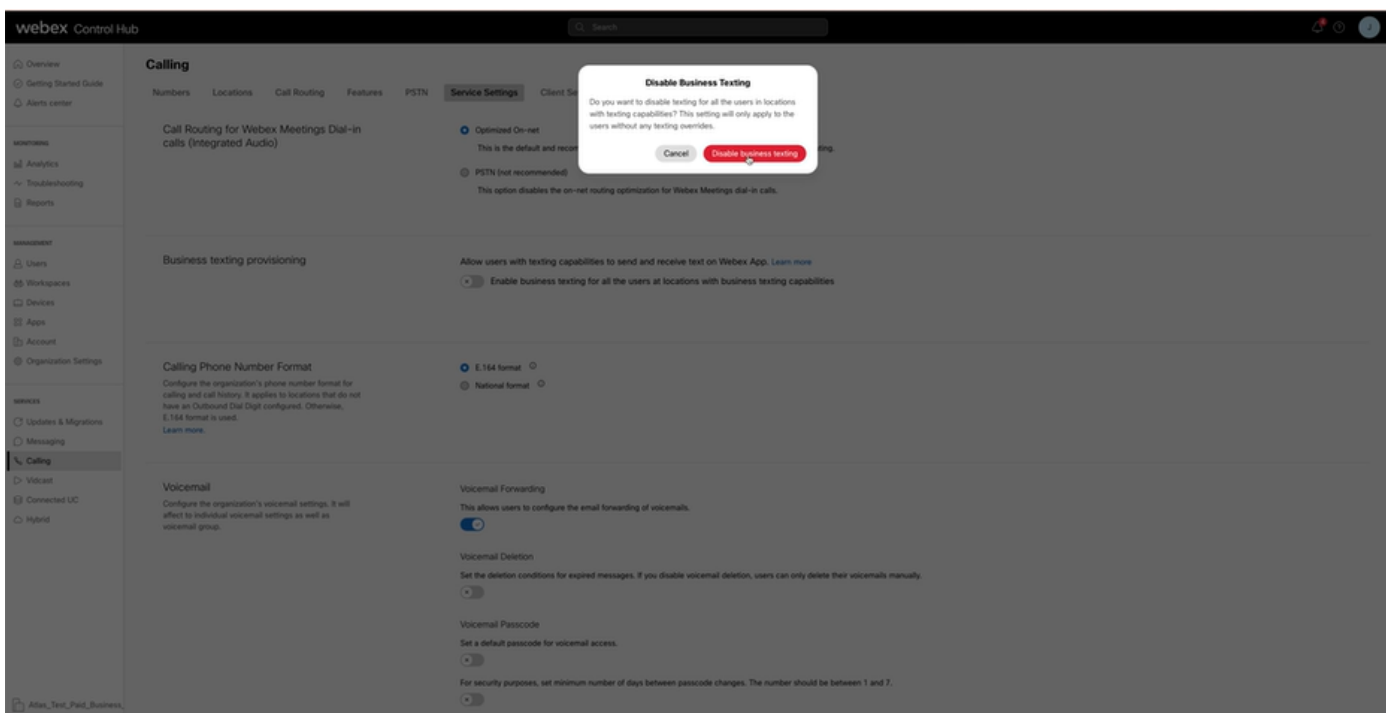 webex Control Hub
Search
J
Overview
Getting Started Guide
Alerts center
MONITORING
Analytics
Troubleshooting
Reports
MANAGEMENT
Users
Workspaces
Devices
Apps
Account
Organization Settings
SERVICES
Updates & Migrations
Messaging
Calling
Vidcast
Connected UC
Hybrid
Atlas_Test_Paid_Business_
Calling
Numbers Locations Call Routing Features PSTN Service Settings Client Se
Disable Business Texting
Do you want to disable texting for all the users in locations
with texting capabilities? This setting will only apply to the
users without any texting overrides.
Cancel Disable business texting
Call Routing for Webex Meetings Dial-in
calls (Integrated Audio)
Optimized On-net
This is the default and recom
PSTN (not recommended)
This option disables the on-net routing optimization for Webex Meetings dial-in calls.
Business texting provisioning
Allow users with texting capabilities to send and receive text on Webex App. Learn more
Enable business texting for all the users at locations with business texting capabilities
Calling Phone Number Format
Configure the organization's phone number format for
calling and call history. It applies to locations that do not
have an Outbound Dial Digit configured. Otherwise,
E.164 format is used.
Learn more.
E.164 format
National format
Voicemail
Configure the organization's voicemail settings. It will
affect to individual voicemail settings as well as
voicemail group.
Voicemail Forwarding
This allows users to configure the email forwarding of voicemails.
Voicemail Deletion
Set the deletion conditions for expired messages. If you disable voicemail deletion, users can only delete their voicemails manually.
Voicemail Passcode
Set a default passcode for voicemail access.
For security purposes, set minimum number of days between passcode changes. The number should be between 1 and 7.